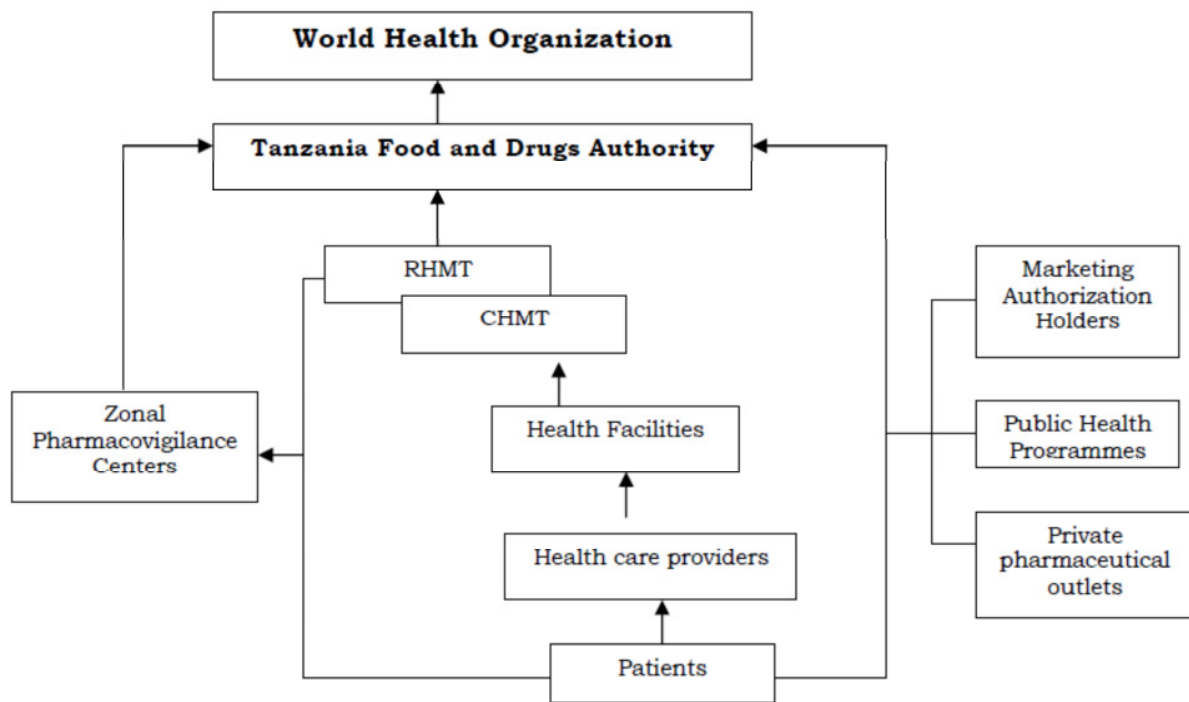 World Health Organization
Tanzania Food and Drugs Authority
RHMT
CHMT
Zonal
Pharmacovigilance
Centers
Health Facilities
Health care providers
Patients
Marketing
Authorization
Holders
Public Health
Programmes
Private
pharmaceutical
outlets